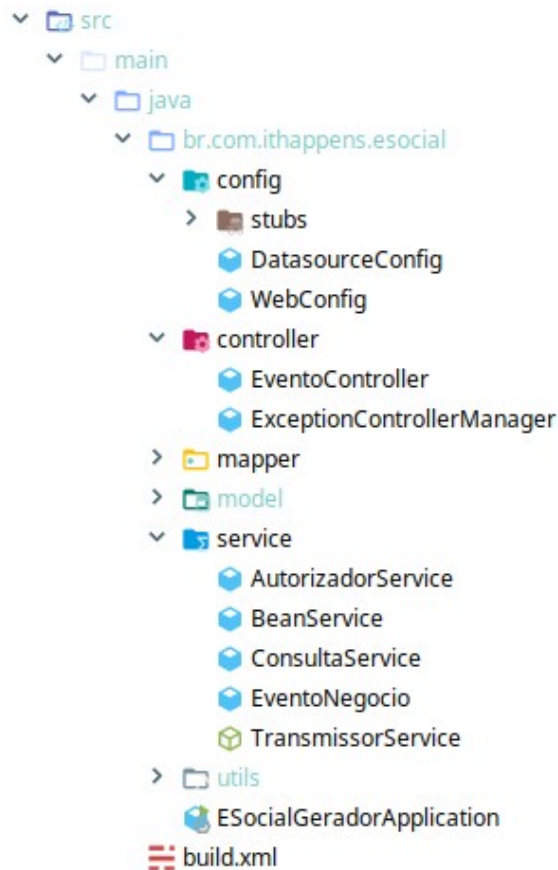 src
main
java
br.com.ithappens.esocial
config
stubs
DatasourceConfig
WebConfig
controller
EventoController
ExceptionControllerManager
mapper
model
service
AutorizadorService
BeanService
ConsultaService
EventoNegocio
TransmissorService
utils
ESocialGeradorApplication
build.xml